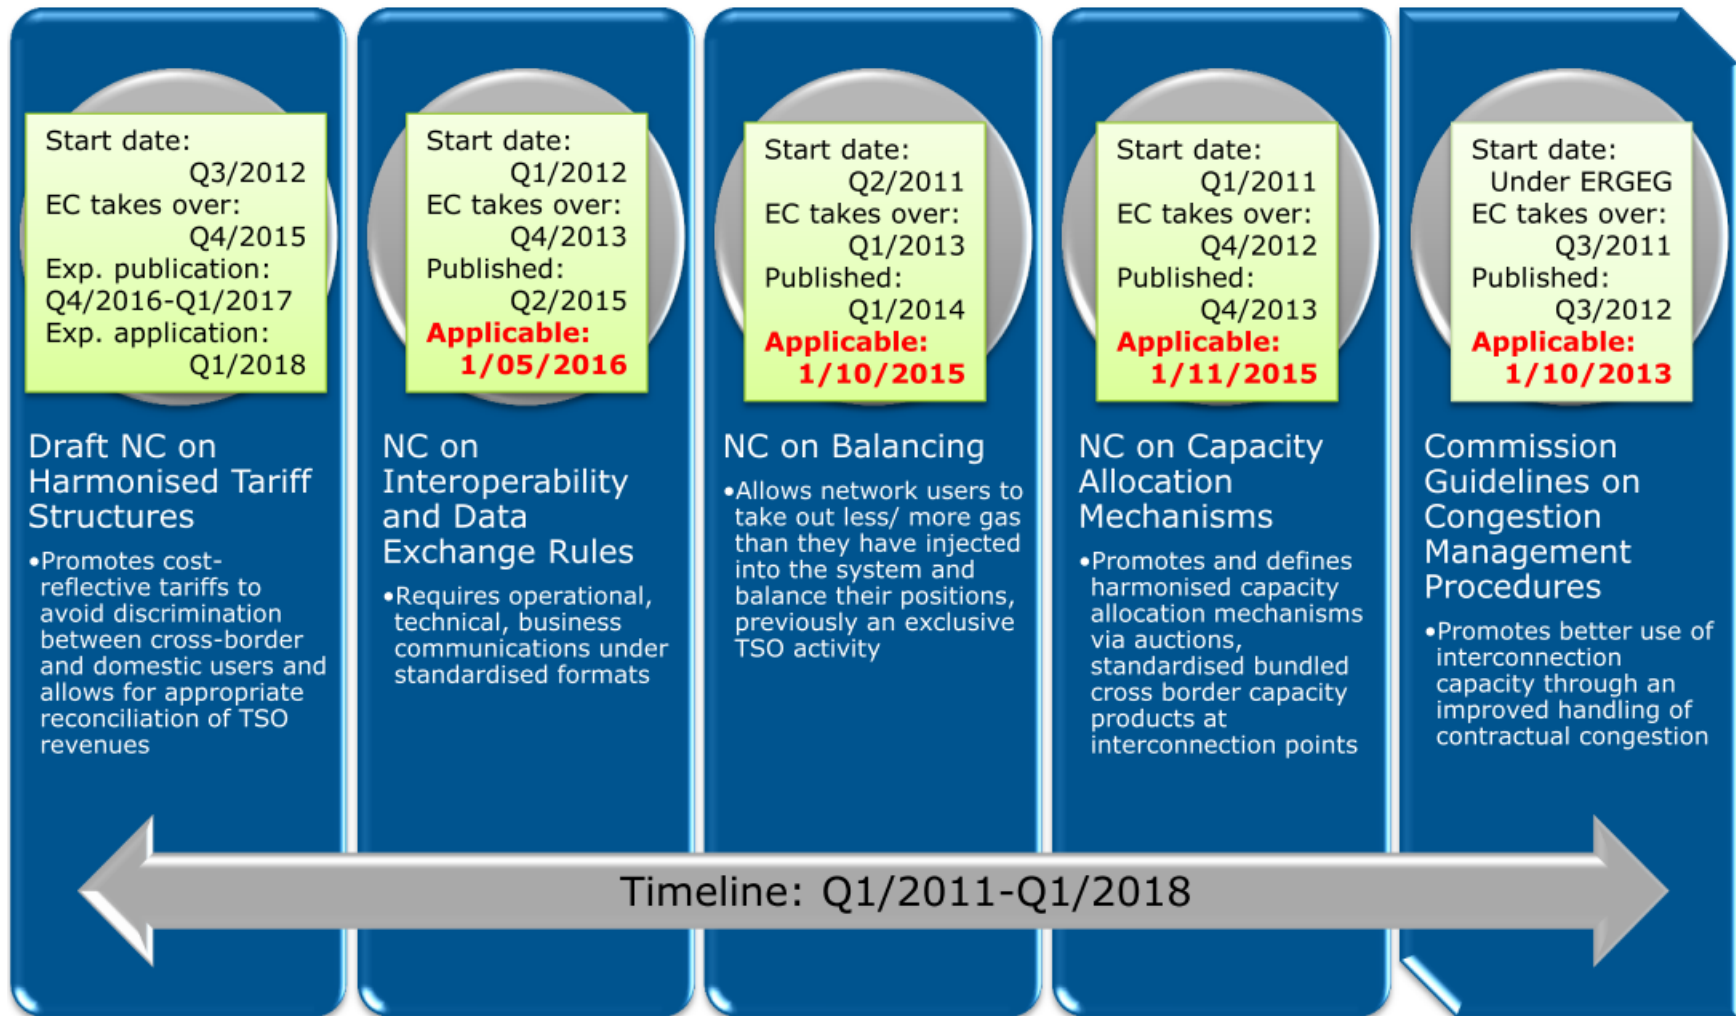 Start date:
Q3/2012
EC takes over:
Q4/2015
Exp. publication:
Q4/2016-Q1/2017
Exp. application:
Q1/2018
Draft NC on
Harmonised Tariff
Structures
•Promotes cost-
reflective tariffs to
avoid discrimination
between cross-border
and domestic users and
allows for appropriate
reconciliation of TSO
revenues
Start date:
Q1/2012
EC takes over:
Q4/2013
Published:
Q2/2015
Applicable:
1/05/2016
NC on
Interoperability
and Data
Exchange Rules
•Requires operational,
technical, business
communications under
standardised formats
Start date:
Q2/2011
EC takes over:
Q1/2013
Published:
Q1/2014
Applicable:
1/10/2015
NC on Balancing
•Allows network users to
take out less/ more gas
than they have injected
into the system and
balance their positions,
previously an exclusive
TSO activity
Start date:
Q1/2011
EC takes over:
Q4/2012
Published:
Q4/2013
Applicable:
1/11/2015
NC on Capacity
Allocation
Mechanisms
•Promotes and defines
harmonised capacity
allocation mechanisms
via auctions,
standardised bundled
cross border capacity
products at
interconnection points
Start date:
Under ERGEG
EC takes over:
Q3/2011
Published:
Q3/2012
Applicable:
1/10/2013
Commission
Guidelines on
Congestion
Management
Procedures
•Promotes better use of
interconnection
capacity through an
improved handling of
contractual congestion
Timeline: Q1/2011-Q1/2018